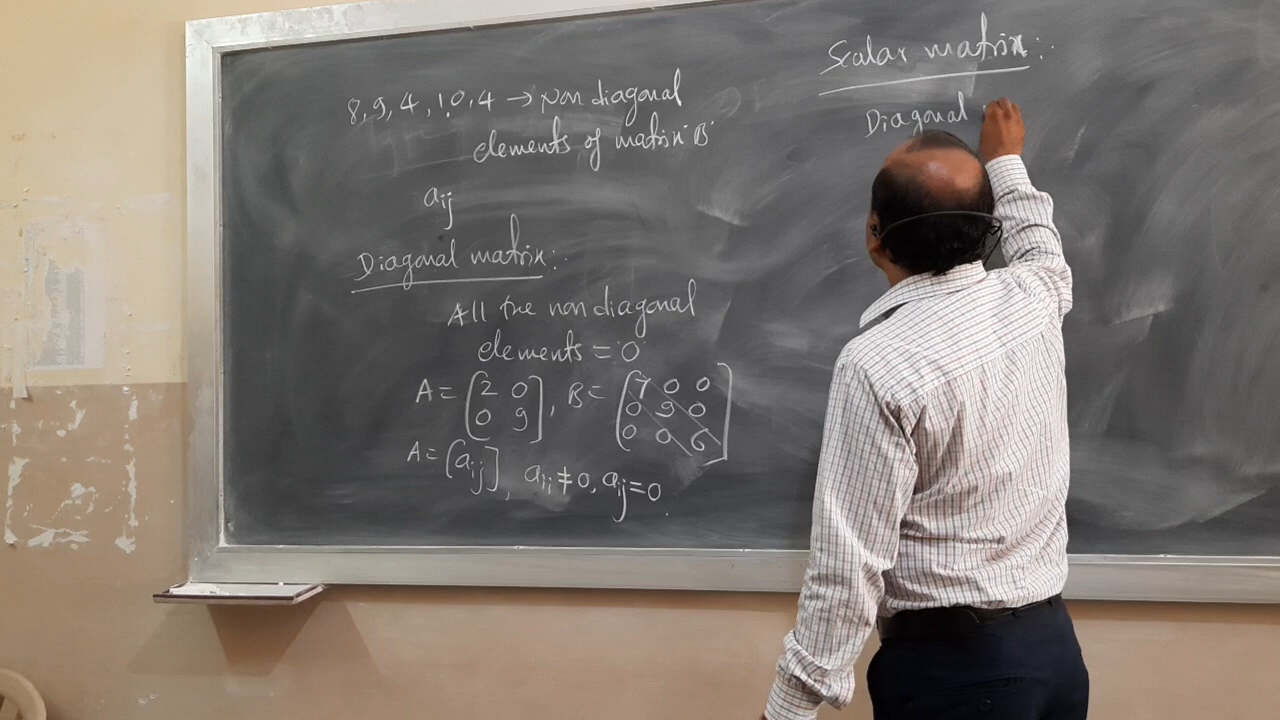 8, 9, 4, 10, 4 → Non diagonal
elements of matrix 'B'
aij
Diagonal matrix:
All the non diagonal
elements = 0
A = [2 0
0 9], B = [7 0 0
0 9 0
0 0 6]
A = [aij], aii ≠ 0, aij = 0.
Scalar matrix:
Diagonal